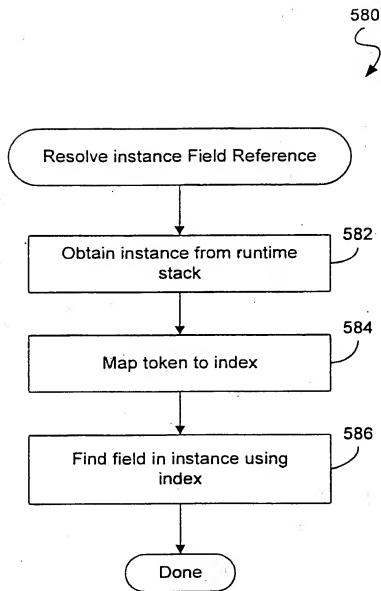 580
Resolve instance Field Reference
582
Obtain instance from runtime
stack
584
Map token to index
586
Find field in instance using
index
Done